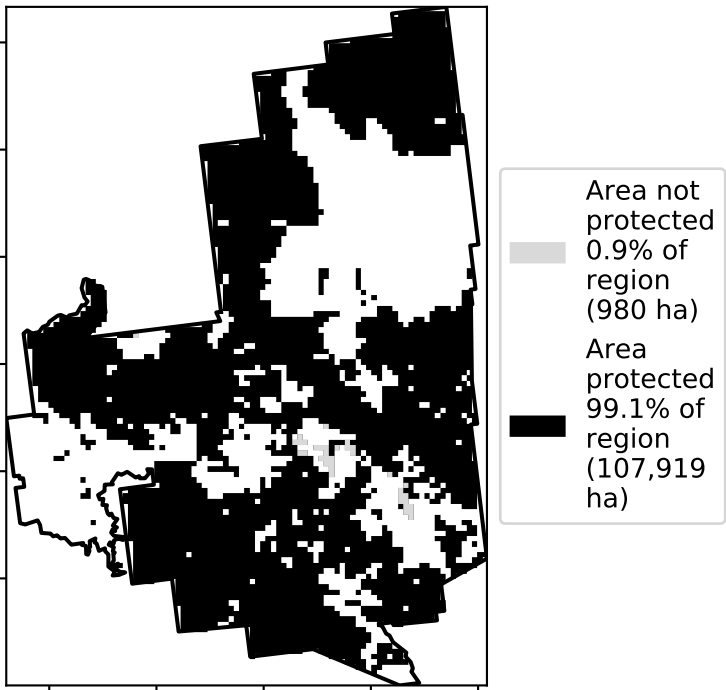 Area not
protected
0.9% of
region
(980 ha)
Area
protected
99.1% of
region
(107,919
ha)